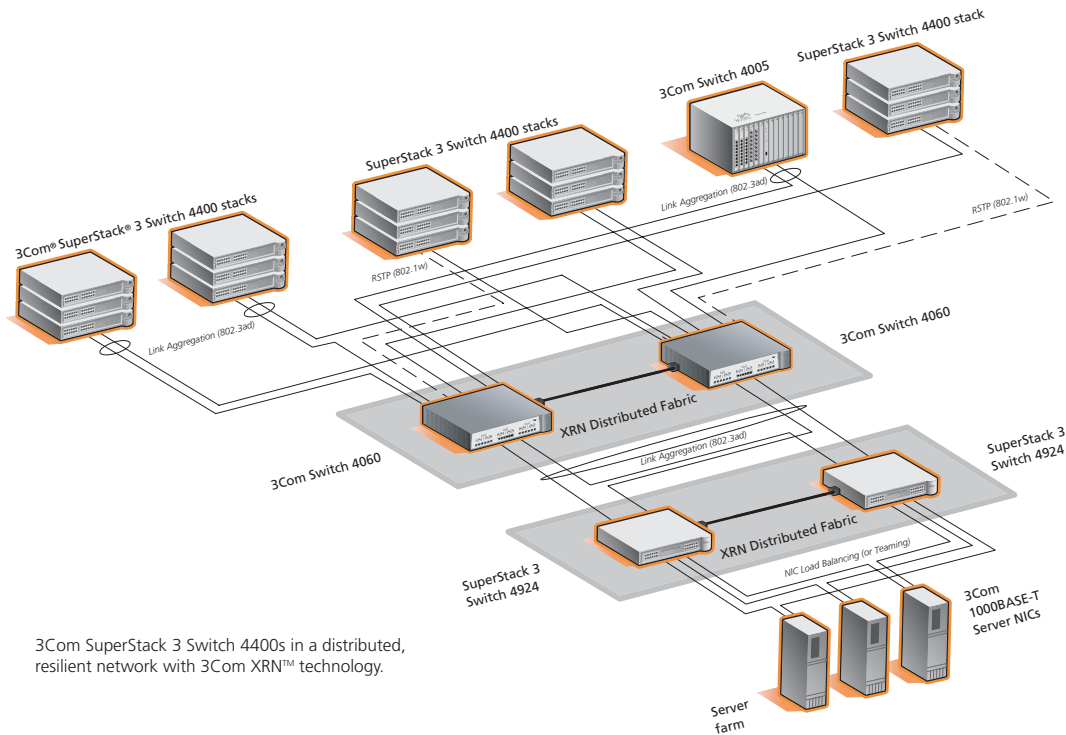 SuperStack 3 Switch 4400 stack
3Com Switch 4005
SuperStack 3 Switch 4400 stacks
3Com® SuperStack® 3 Switch 4400 stacks
Link Aggregation (802.3ad)
RSTP (802.1w)
RSTP (802.1w)
Link Aggregation (802.3ad)
3Com Switch 4060
XRN Distributed Fabric
3Com Switch 4060
Link Aggregation (802.3ad)
SuperStack 3
Switch 4924
XRN Distributed Fabric
SuperStack 3
Switch 4924
NIC Load Balancing (or Teaming)
3Com
1000BASE-T
Server NICs
Server
farm
3Com SuperStack 3 Switch 4400s in a distributed,
resilient network with 3Com XRN™ technology.